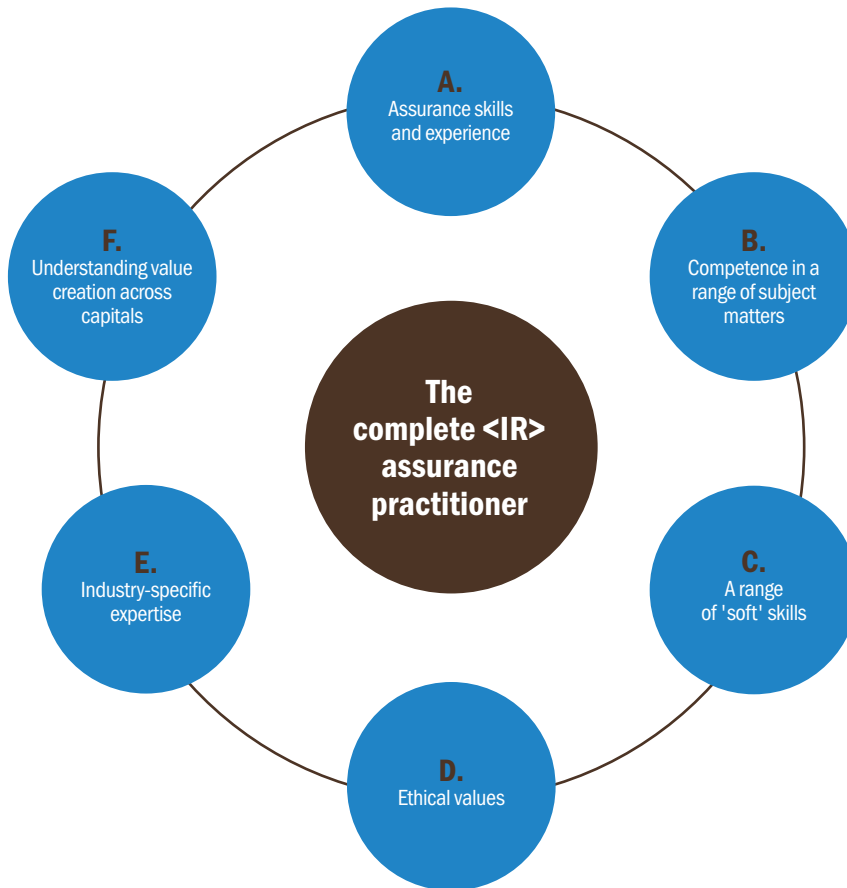 A.
Assurance skills
and experience
B.
Competence in a
range of subject
matters
C.
A range
of 'soft' skills
D.
Ethical values
E.
Industry-specific
expertise
F.
Understanding value
creation across
capitals
The
complete <IR>
assurance
practitioner